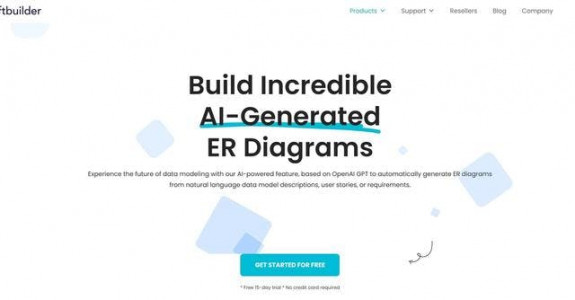 ftbuilder
Products Support Resellers Blog Company
Build Incredible
AI-Generated
ER Diagrams
Experience the future of data modeling with our AI-powered feature, based on OpenAI GPT to automatically generate ER diagrams
from natural language data model descriptions, user stories, or requirements.
GET STARTED FOR FREE
* Free 15-day trial * No credit card required